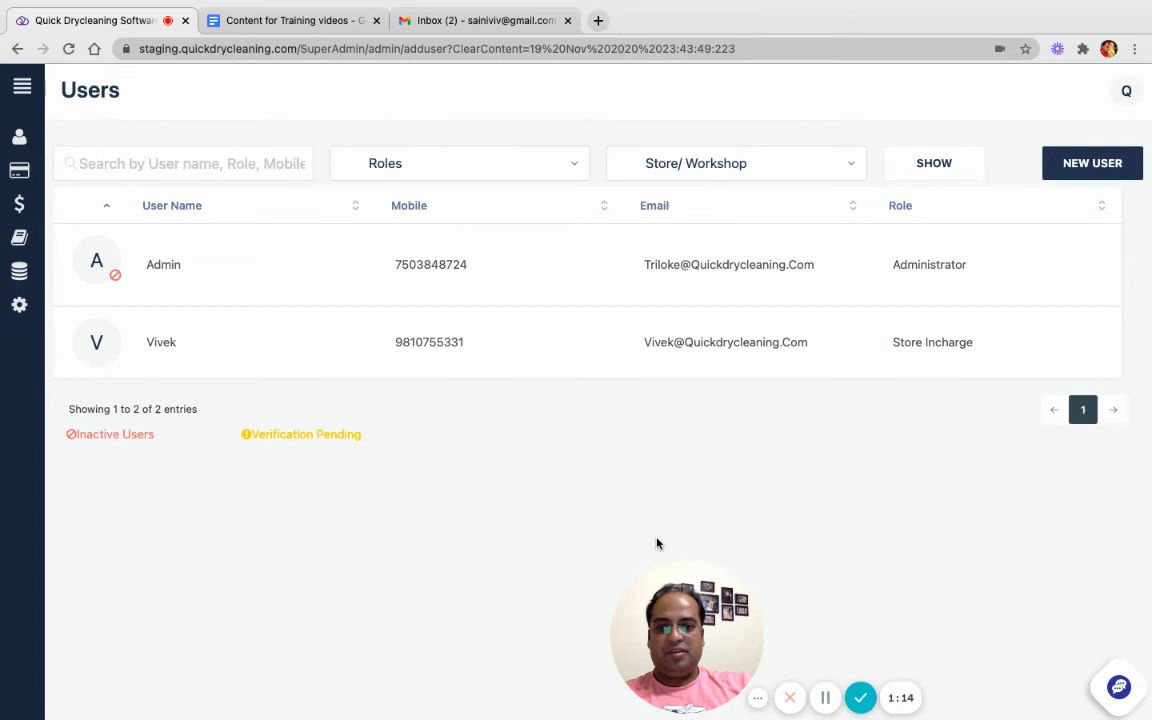 Quick Drycleaning Softwar
Content for Training videos - G
Inbox (2) - sainiviv@gmail.com
staging.quickdrycleaning.com/SuperAdmin/admin/adduser?ClearContent=19%20Nov%202020%2023:43:49:223
Users
Q
Search by User name, Role, Mobile
Roles
Store/ Workshop
SHOW
NEW USER
User Name
Mobile
Email
Role
A
Admin
7503848724
Triloke@Quickdrycleaning.Com
Administrator
V
Vivek
9810755331
Vivek@Quickdrycleaning.Com
Store Incharge
Showing 1 to 2 of 2 entries
1
Inactive Users
Verification Pending
1:14